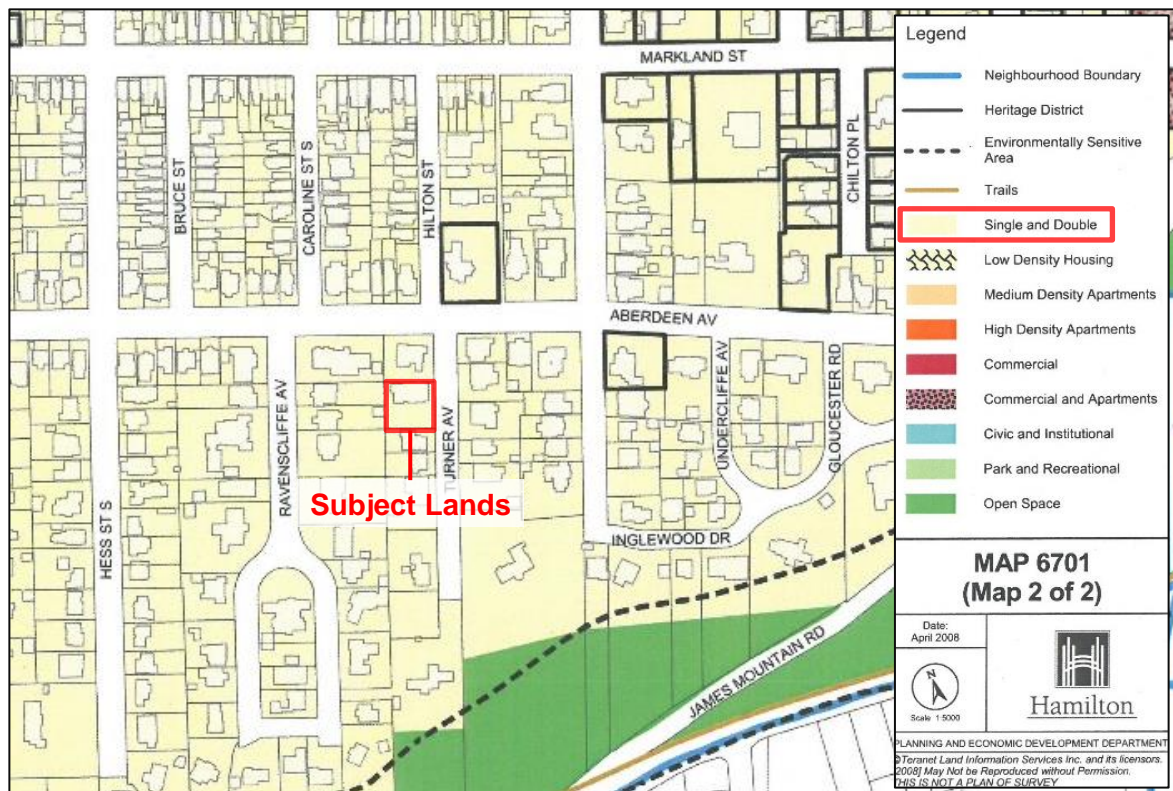 MARKLAND ST
BRUCE ST
CAROLINE ST S
HILTON ST
CHILTON PL
ABERDEEN AV
RAVENSCLIFFE AV
TURNER AV
UNDERCLIFFE AV
GLOUCESTER RD
Subject Lands
HESS ST S
INGLEWOOD DR
JAMES MOUNTAIN RD
Legend
Neighbourhood Boundary
Heritage District
Environmentally Sensitive
Area
Trails
Single and Double
Low Density Housing
Medium Density Apartments
High Density Apartments
Commercial
Commercial and Apartments
Civic and Institutional
Park and Recreational
Open Space
MAP 6701
(Map 2 of 2)
Date:
April 2008
N
Scale 1:5000
Hamilton
PLANNING AND ECONOMIC DEVELOPMENT DEPARTMENT
©Teranet Land Information Services Inc. and its licensors.
2008] May Not be Reproduced without Permission.
THIS IS NOT A PLAN OF SURVEY